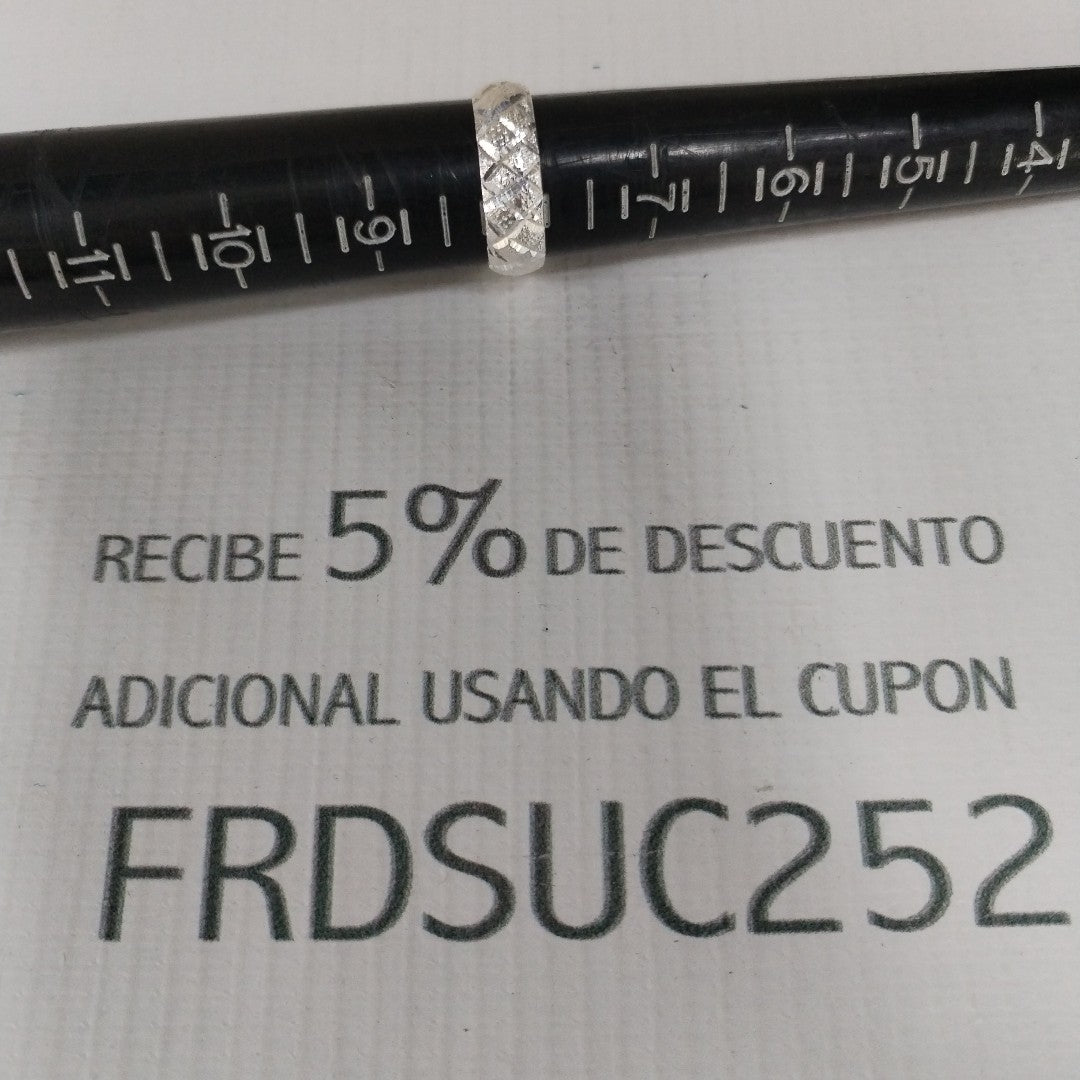 11 10 9 7 6 5 4
RECIBE 5% DE DESCUENTO
ADICIONAL USANDO EL CUPON
FRDSUC252